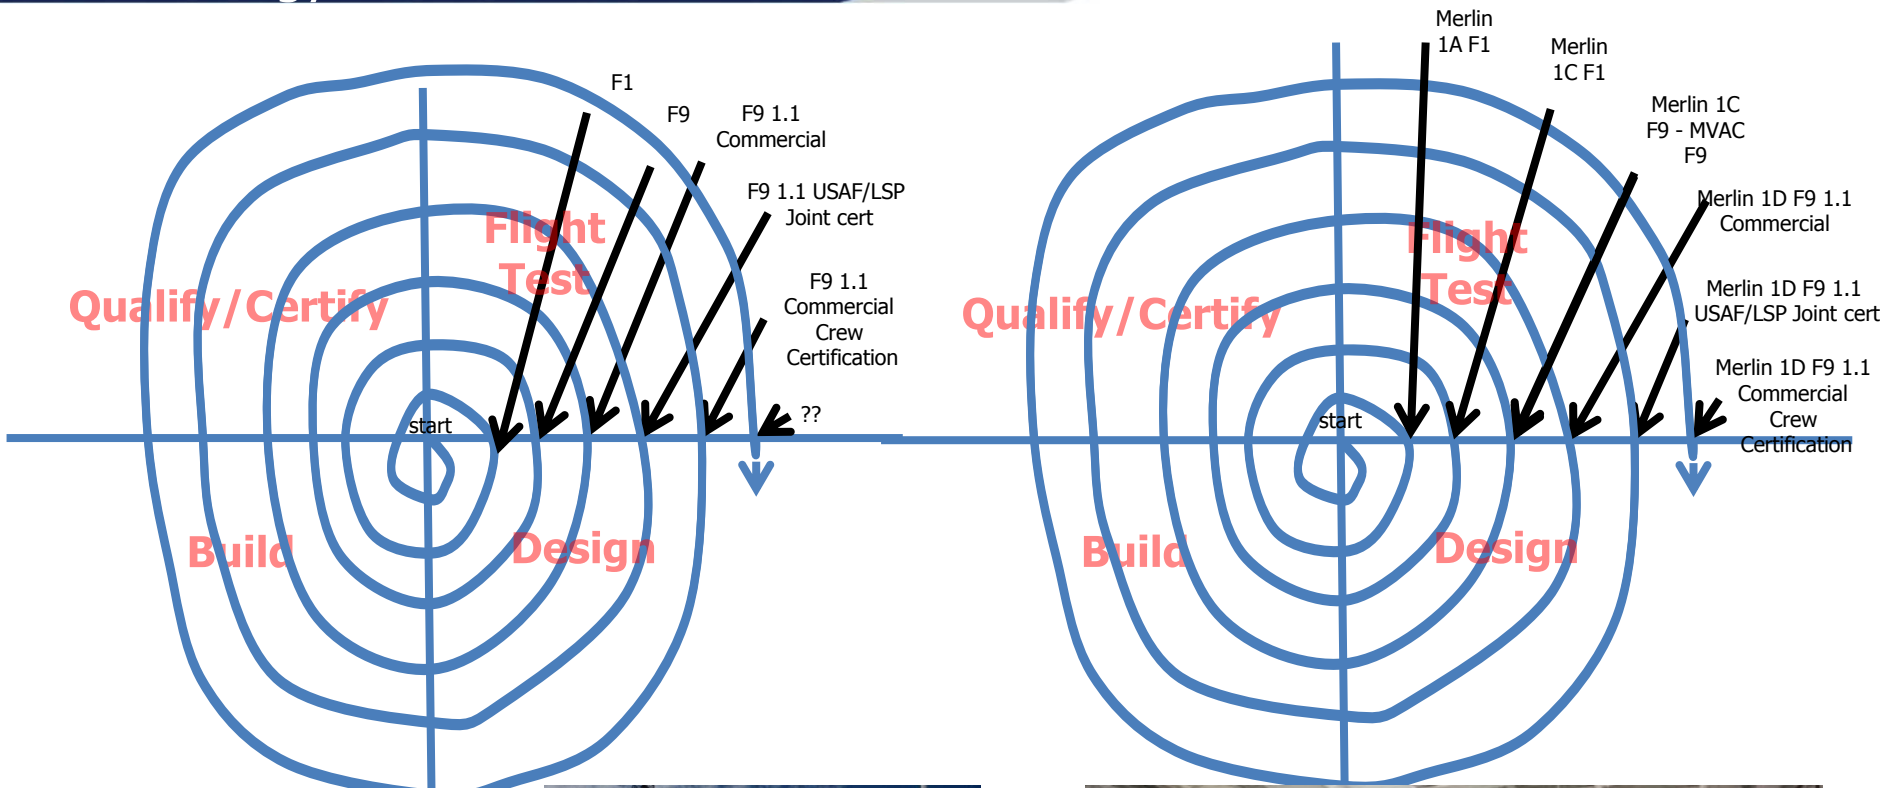 F1
F9
F9 1.1
Commercial
F9 1.1 USAF/LSP
Joint cert
F9 1.1
Commercial
Crew
Certification
??
Flight
Test
Qualify/Certify
start
Build
Design
Merlin
1A F1
Merlin
1C F1
Merlin 1C
F9 - MVAC
F9
Merlin 1D F9 1.1
Commercial
Merlin 1D F9 1.1
USAF/LSP Joint cert
Merlin 1D F9 1.1
Commercial
Crew
Certification
Flight
Test
Qualify/Certify
start
Build
Design